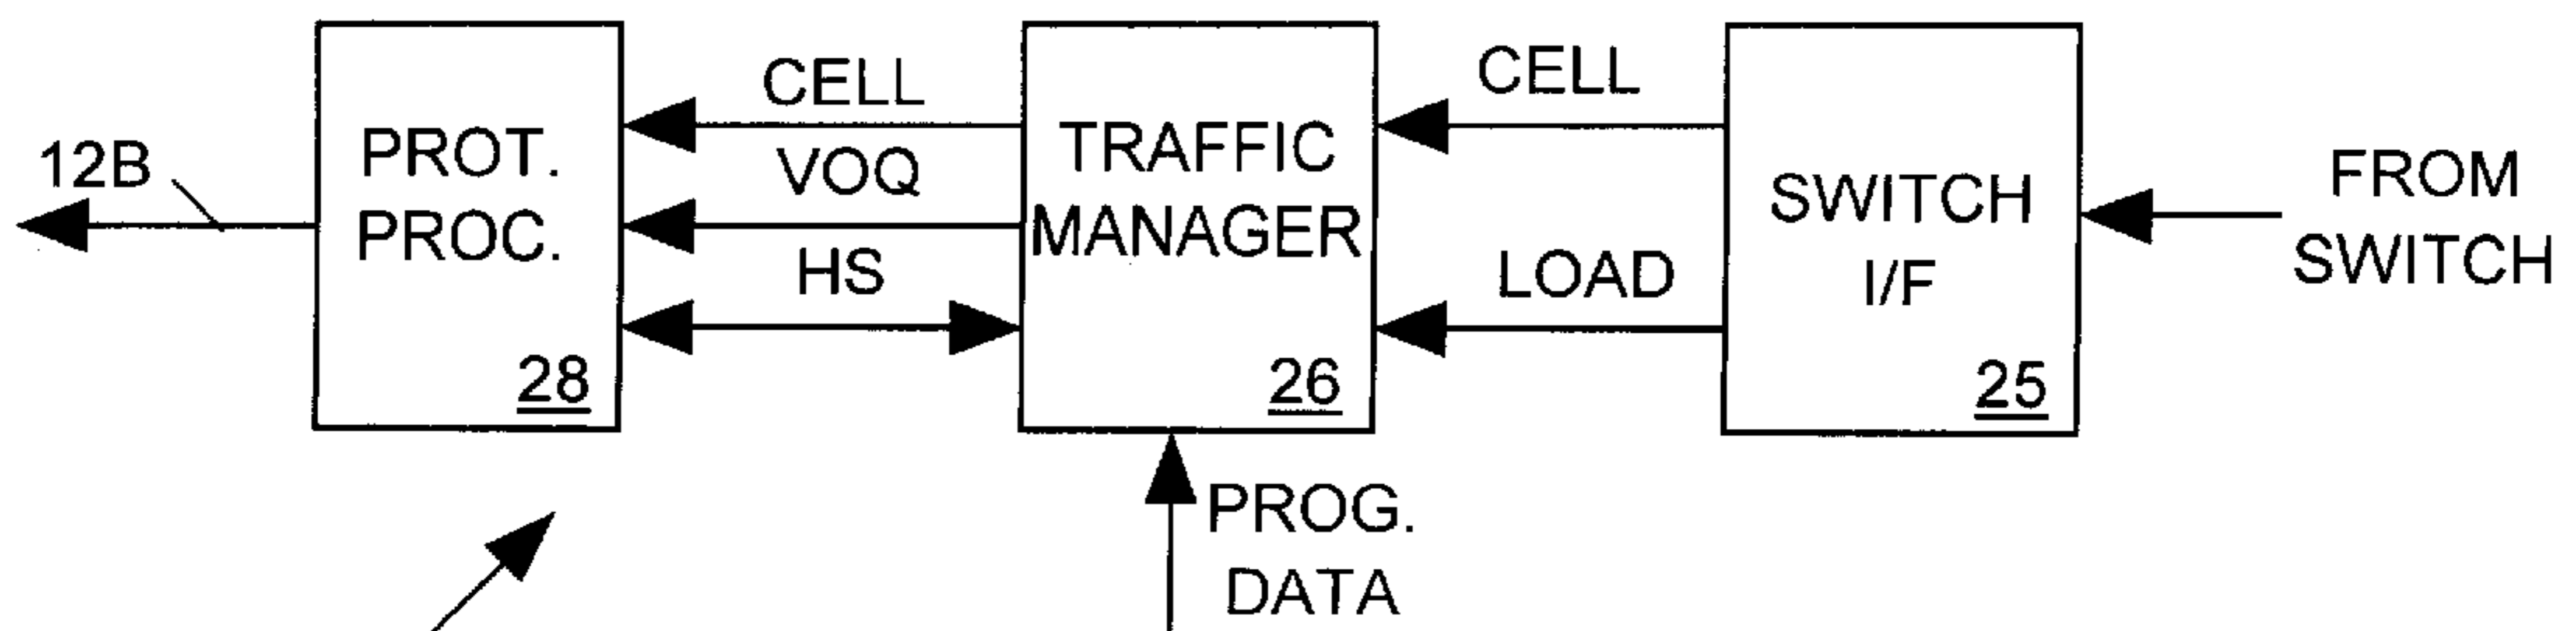 12B
PROT.
PROC.
28
CELL
VOQ
HS
TRAFFIC
MANAGER
26
PROG.
DATA
CELL
LOAD
SWITCH
I/F
25
FROM
SWITCH